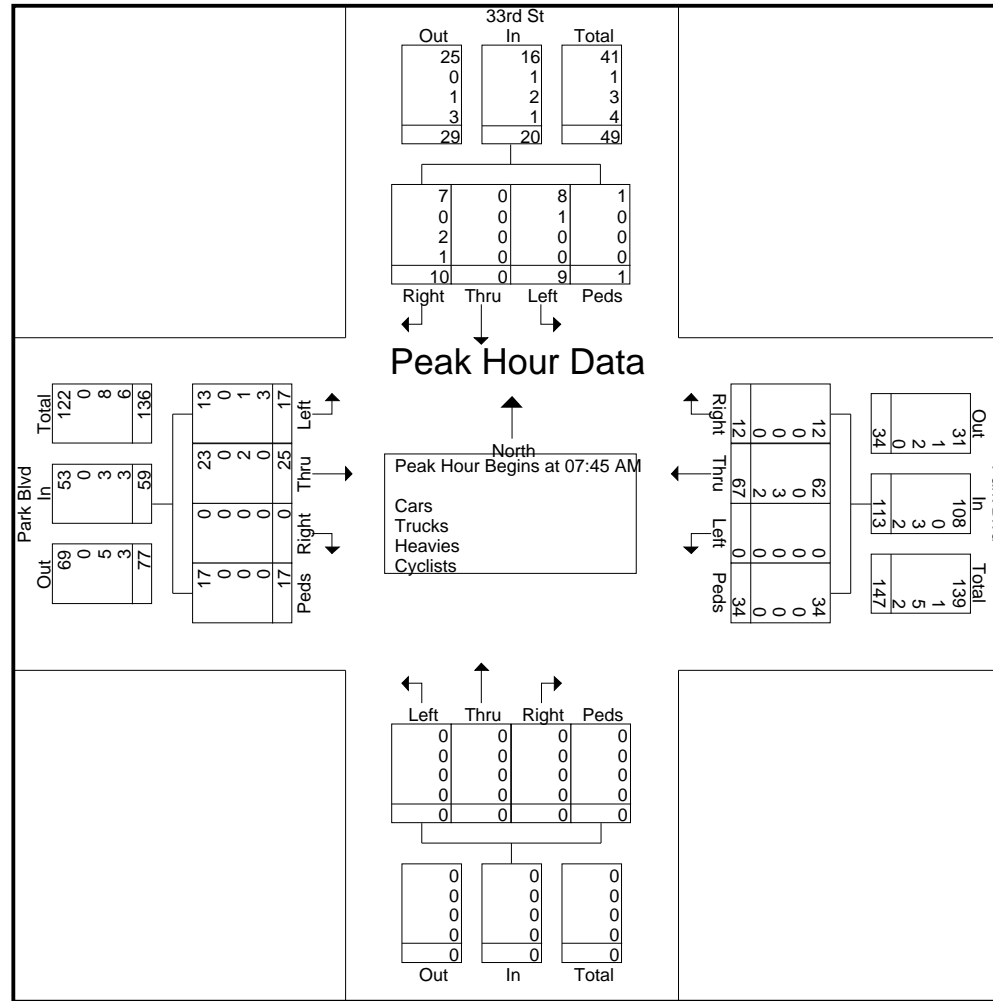 33rd St
Out In Total
25 16 41
0 1 1
1 2 3
3 1 4
29 20 49
7 0 8 1
0 0 1 0
2 0 0 0
1 0 0 0
10 0 9 1
Right Thru Left Peds
Peak Hour Data
North
Peak Hour Begins at 07:45 AM
Cars
Trucks
Heavies
Cyclists
Park Blvd
Total
122 0 8 6 136
In
53 0 3 3 59
Out
69 0 5 3 77
Left
13 0 1 3 17
Thru
23 0 2 0 25
Right
0 0 0 0 0
Peds
17 0 0 0 17
Right
12 0 0 0 12
Thru
62 0 3 2 67
Left
0 0 0 0 0
Peds
34 0 0 0 34
Out
31 1 2 0 34
In
108 0 3 2 113
Total
139 1 5 2 147
Left Thru Right Peds
0 0 0 0
0 0 0 0
0 0 0 0
0 0 0 0
0 0 0 0
0 0 0
0 0 0
0 0 0
0 0 0
0 0 0
Out In Total